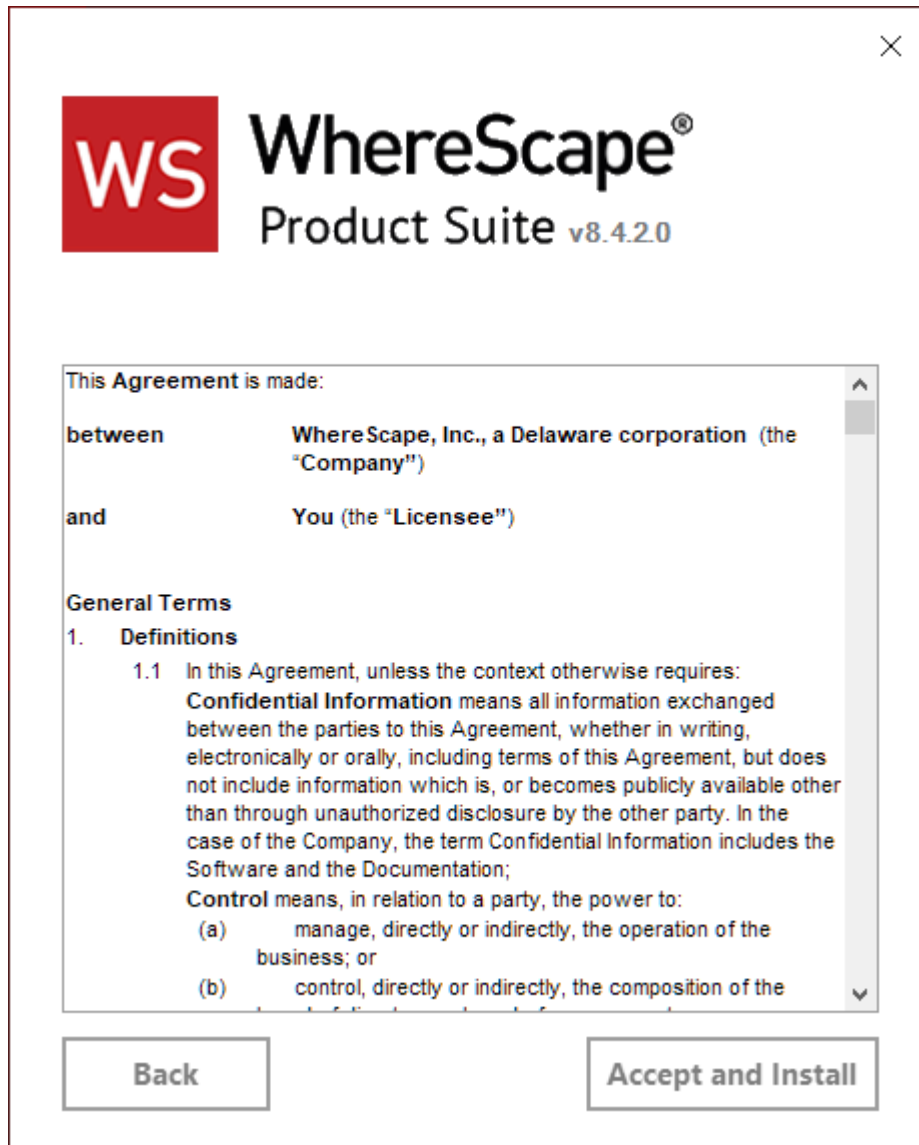 WS
WhereScape®
Product Suite v8.4.2.0
This Agreement is made:
between WhereScape, Inc., a Delaware corporation (the
“Company”)
and You (the “Licensee”)
General Terms
1. Definitions
1.1 In this Agreement, unless the context otherwise requires:
Confidential Information means all information exchanged
between the parties to this Agreement, whether in writing,
electronically or orally, including terms of this Agreement, but does
not include information which is, or becomes publicly available other
than through unauthorized disclosure by the other party. In the
case of the Company, the term Confidential Information includes the
Software and the Documentation;
Control means, in relation to a party, the power to:
(a) manage, directly or indirectly, the operation of the
business; or
(b) control, directly or indirectly, the composition of the
Back
Accept and Install